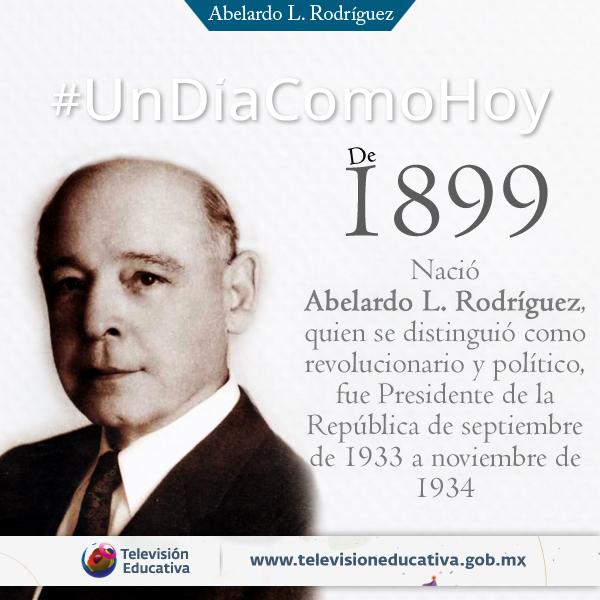 Abelardo L. Rodríguez
#UnDíaComoHoy
De
1899
Nació
Abelardo L. Rodríguez,
quien se distinguió como
revolucionario y político,
fue Presidente de la
República de septiembre
de 1933 a noviembre de
1934
Televisión
Educativa
www.televisioneducativa.gob.mx